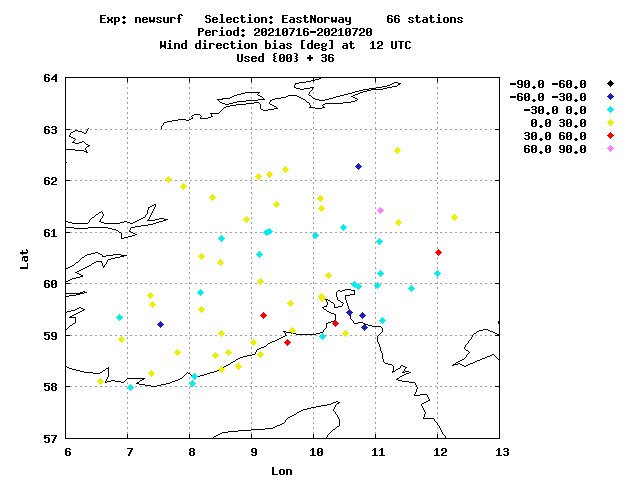 Exp: newsurf Selection: EastNorway 66 stations
Period: 20210716-20210720
Wind direction bias [deg] at 12 UTC
Used {00} + 36
-90.0 -60.0
-60.0 -30.0
-30.0 0.0
0.0 30.0
30.0 60.0
60.0 90.0
64
63
62
61
60
59
58
57
Lat
6 7 8 9 10 11 12 13
Lon